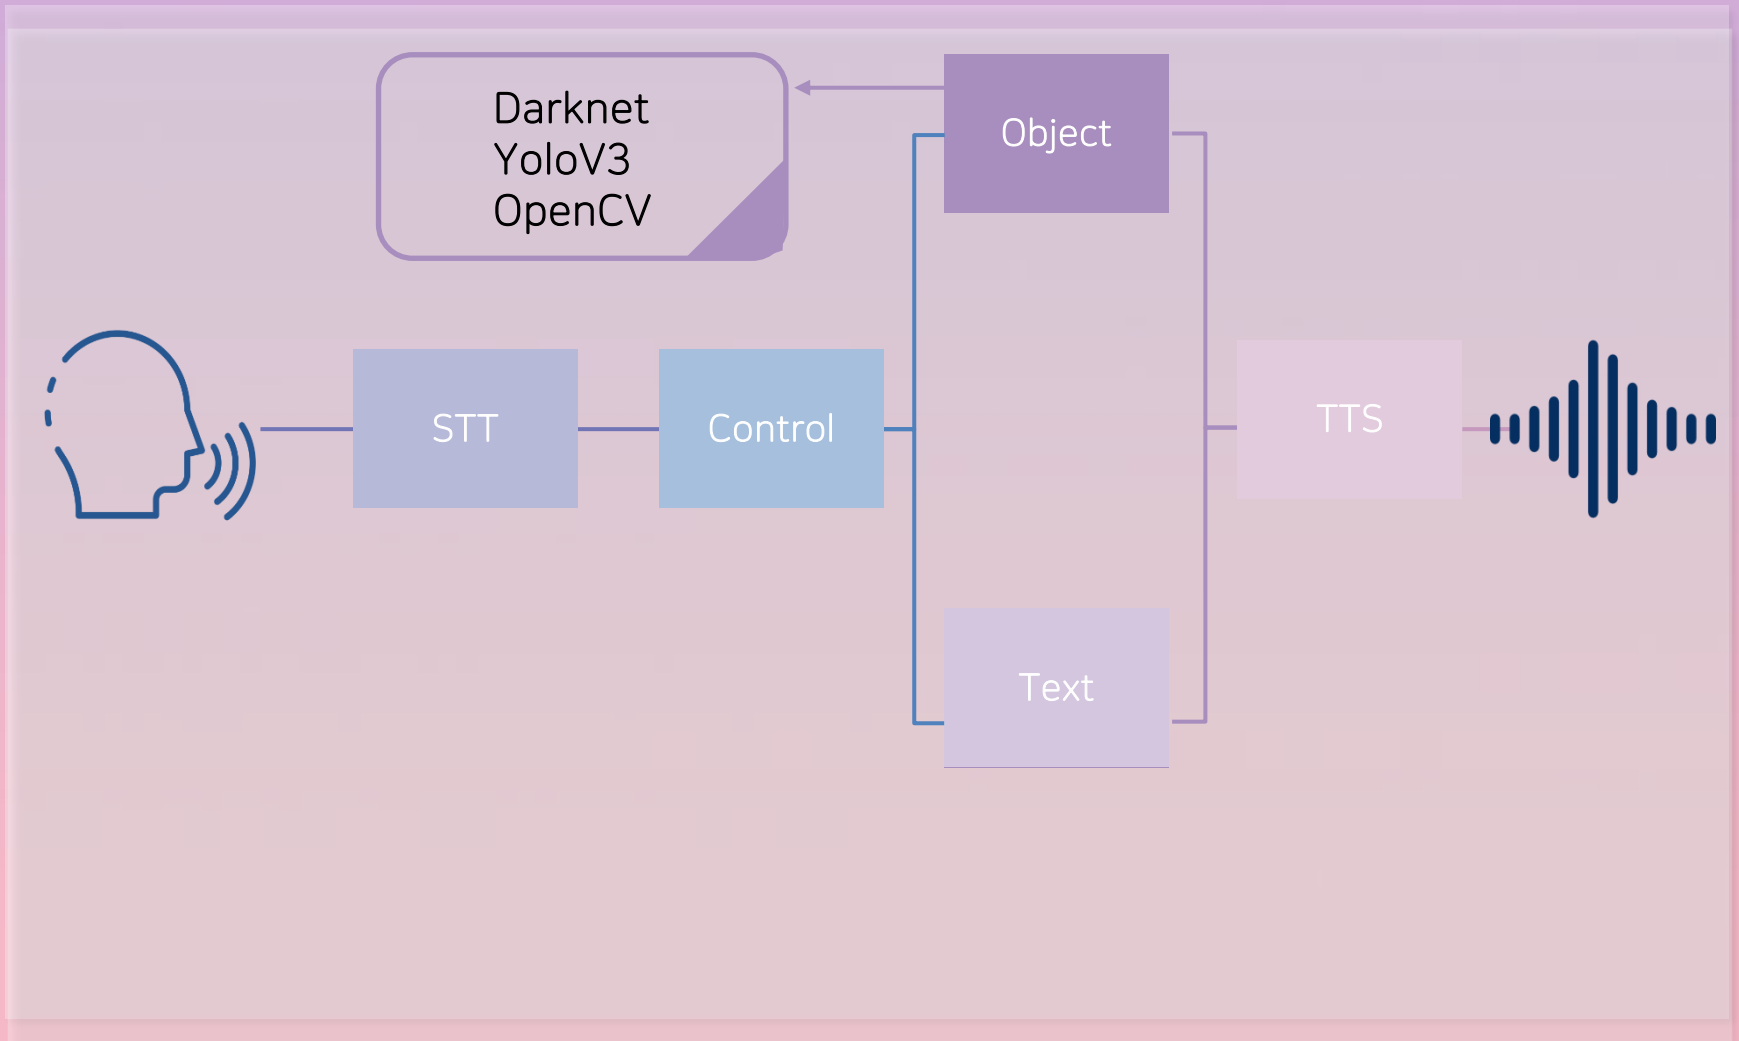 Darknet
YoloV3
OpenCV
Object
STT
Control
TTS
Text